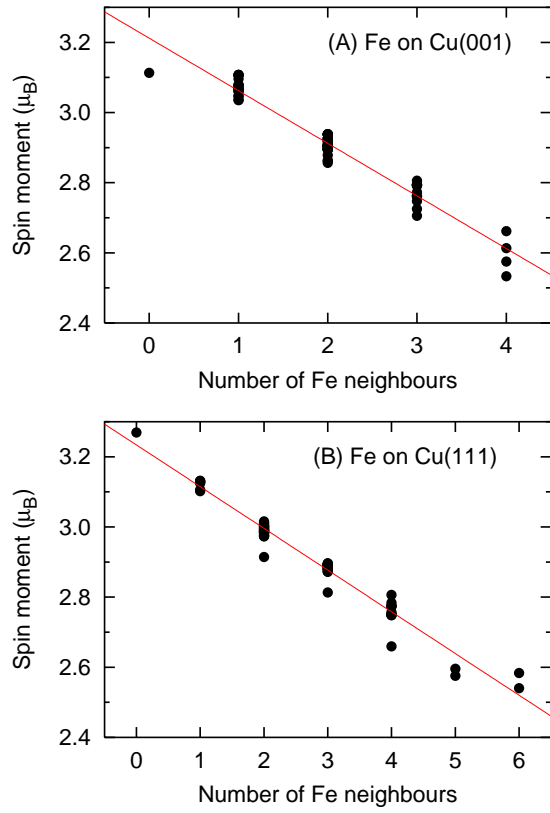 3.2
3.0
2.8
2.6
2.4
Spin moment (μB)
(A) Fe on Cu(001)
0 1 2 3 4
Number of Fe neighbours
3.2
3.0
2.8
2.6
2.4
Spin moment (μB)
(B) Fe on Cu(111)
0 1 2 3 4 5 6
Number of Fe neighbours